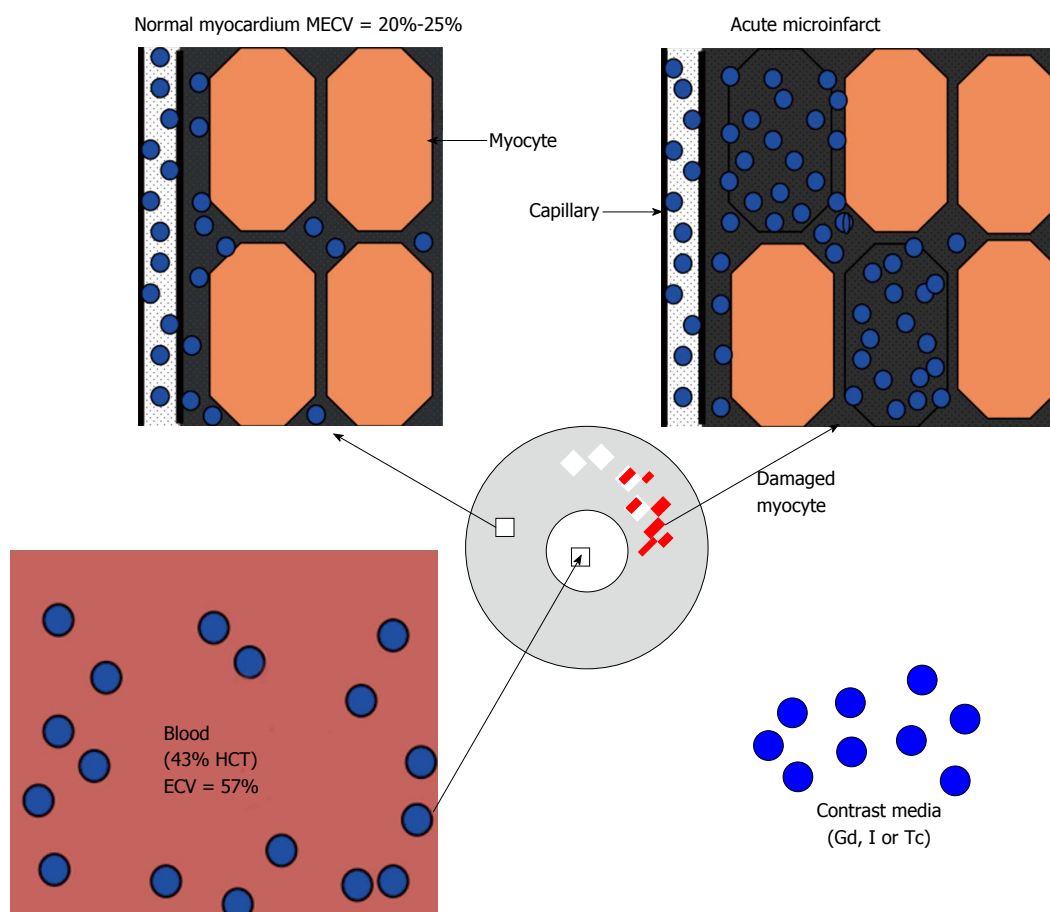 Normal myocardium MECV = 20%-25%
Acute microinfarct
Myocyte
Capillary
Damaged
myocyte
Blood
(43% HCT)
ECV = 57%
Contrast media
(Gd, I or Tc)